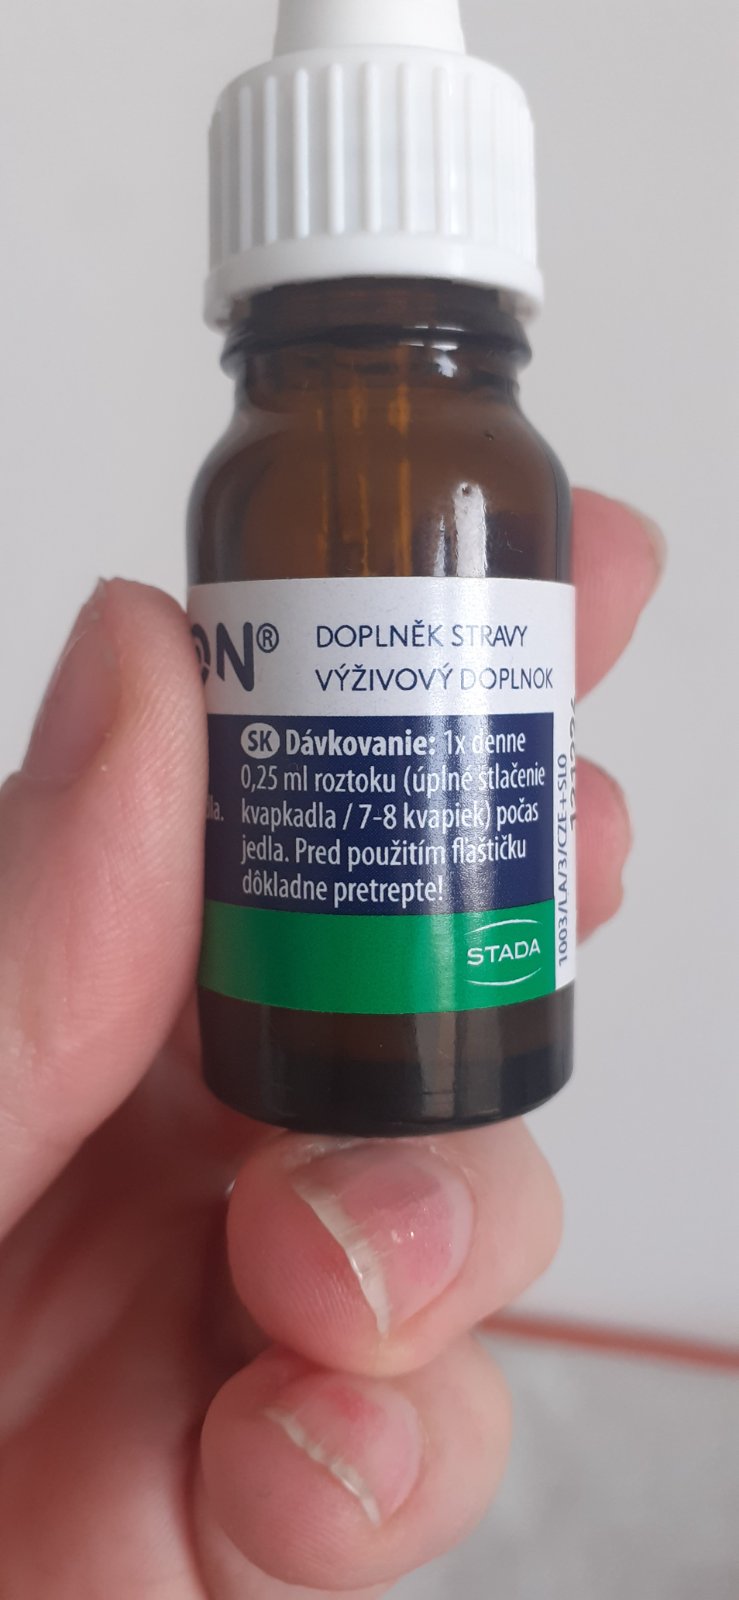 ON®
DOPLNĚK STRAVY
VÝŽIVOVÝ DOPLNOK
SK Dávkovanie: 1x denne
0,25 ml roztoku (úplné stlačenie
kvapkadla / 7-8 kvapiek) počas
jedla. Pred použitím fľaštičku
dôkladne pretrepte!
STADA
1003/LA/3/CZE+SLO